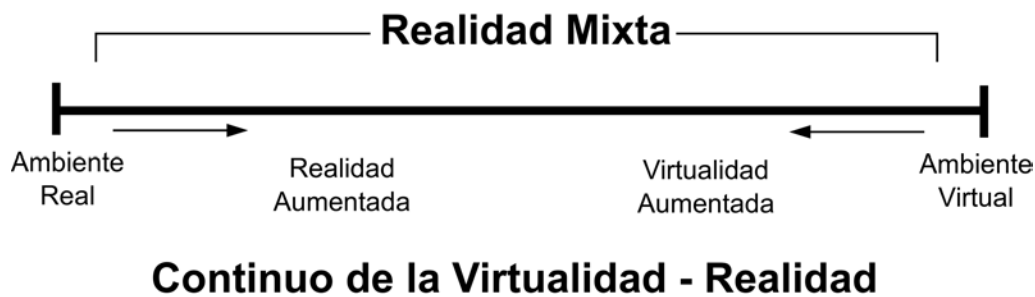 Realidad Mixta
Ambiente
Real
Realidad
Aumentada
Virtualidad
Aumentada
Ambiente
Virtual
Continuo de la Virtualidad - Realidad